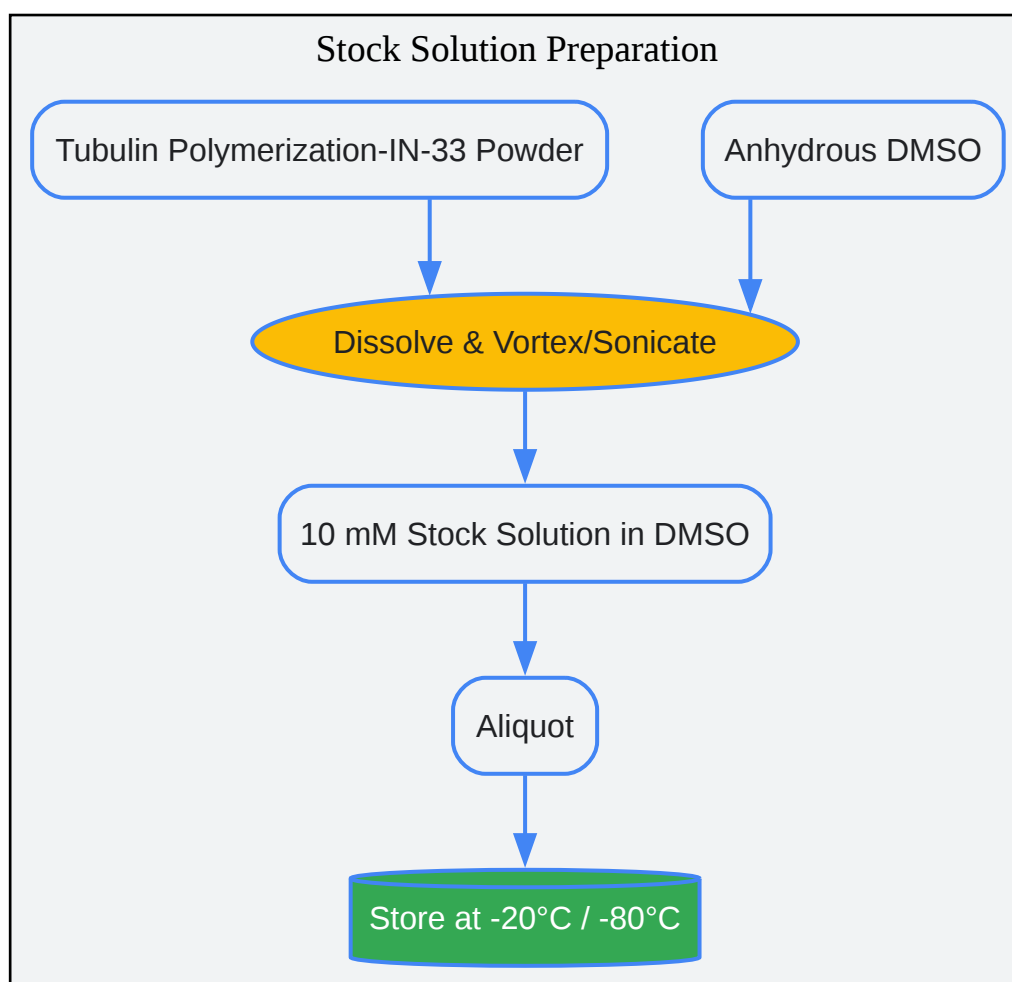 Stock Solution Preparation
Tubulin Polymerization-IN-33 Powder
Anhydrous DMSO
Dissolve & Vortex/Sonicate
10 mM Stock Solution in DMSO
Aliquot
Store at -20°C / -80°C